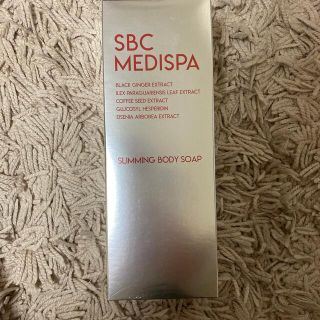 SBC
MEDISPA
BLACK GINGER EXTRACT
ILEX PARAGUARIENSIS LEAF EXTRACT
COFFEE SEED EXTRACT
GLUCOSYL HESPERIDIN
EISENIA ARBOREA EXTRACT
SLIMMING BODY SOAP